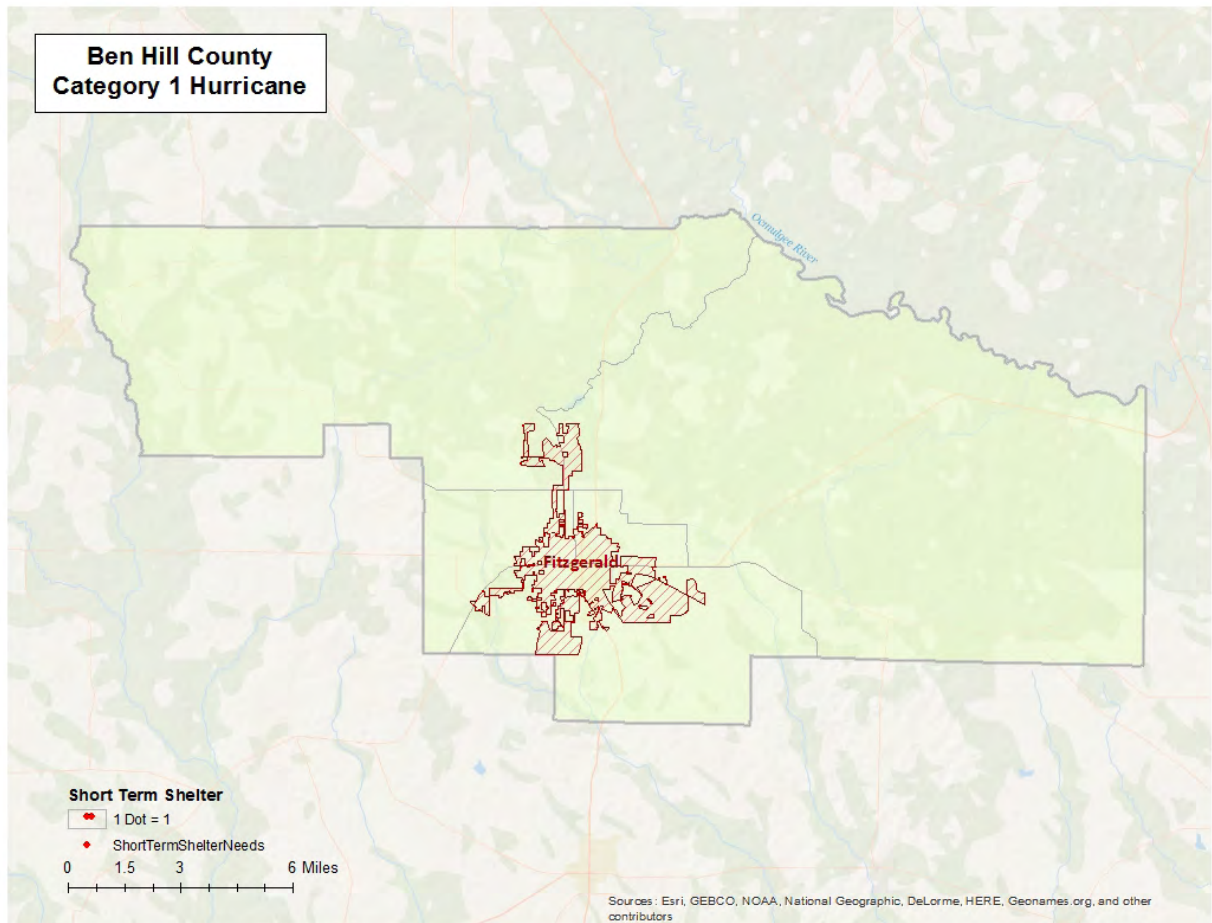 Ben Hill County
Category 1 Hurricane
Ocmulgee River
Fitzgerald
Short Term Shelter
1 Dot = 1
ShortTermShelterNeeds
0 1.5 3 6 Miles
Sources: Esri, GEBCO, NOAA, National Geographic, DeLorme, HERE, Geonames.org, and other
contributors